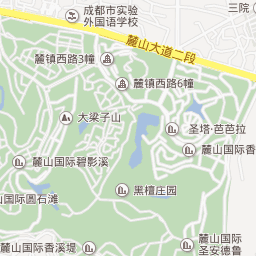 成都市实验
外国语学校
三院
麓山大道二段
麓镇西路3幢
麓镇西路6幢
大梁子山
圣塔·芭芭拉
麓山国际碧影溪
麓山国际香
黑檀庄园
山国际圆石滩
山国际香溪堤
麓山国际
圣安德鲁